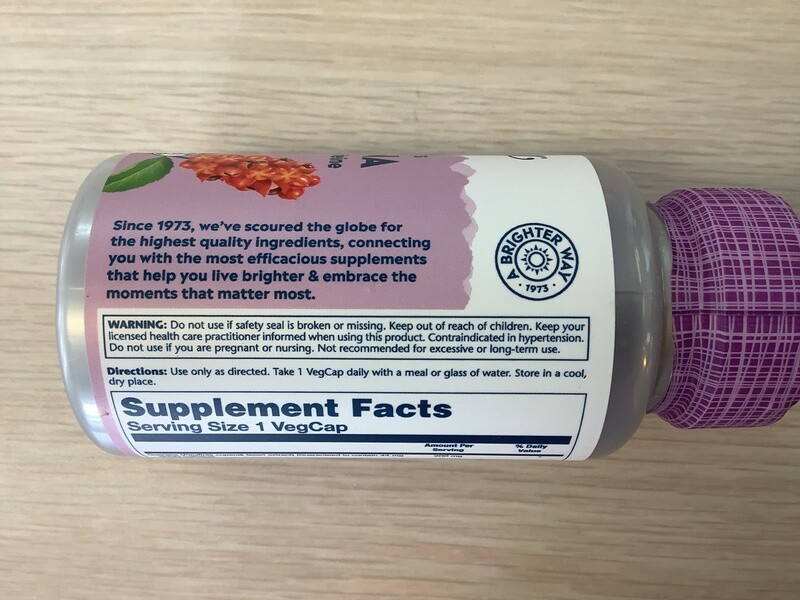 Since 1973, we've scoured the globe for
the highest quality ingredients, connecting
you with the most efficacious supplements
that help you live brighter & embrace the
moments that matter most.
A BRIGHTER WAY
· 1973 ·
WARNING: Do not use if safety seal is broken or missing. Keep out of reach of children. Keep your
licensed health care practitioner informed when using this product. Contraindicated in hypertension.
Do not use if you are pregnant or nursing. Not recommended for excessive or long-term use.
Directions: Use only as directed. Take 1 VegCap daily with a meal or glass of water. Store in a cool,
dry place.
Supplement Facts
Serving Size 1 VegCap
Amount Per
Serving
% Daily
Value